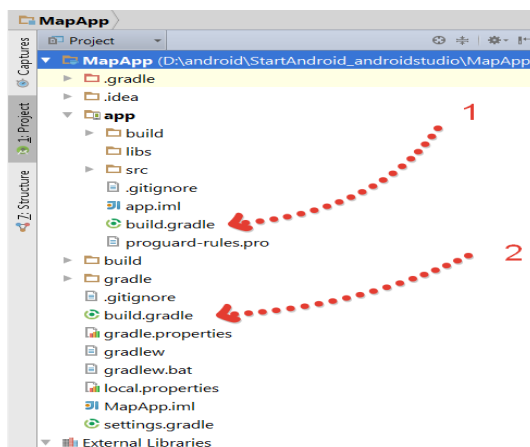 MapApp
Project
Captures
1: Project
Z: Structure
MapApp (D:\android\StartAndroid_androidstudio\MapApp
.gradle
.idea
app
build
libs
src
.gitignore
app.iml
build.gradle
proguard-rules.pro
build
gradle
.gitignore
build.gradle
gradle.properties
gradlew
gradlew.bat
local.properties
MapApp.iml
settings.gradle
External Libraries
1
2